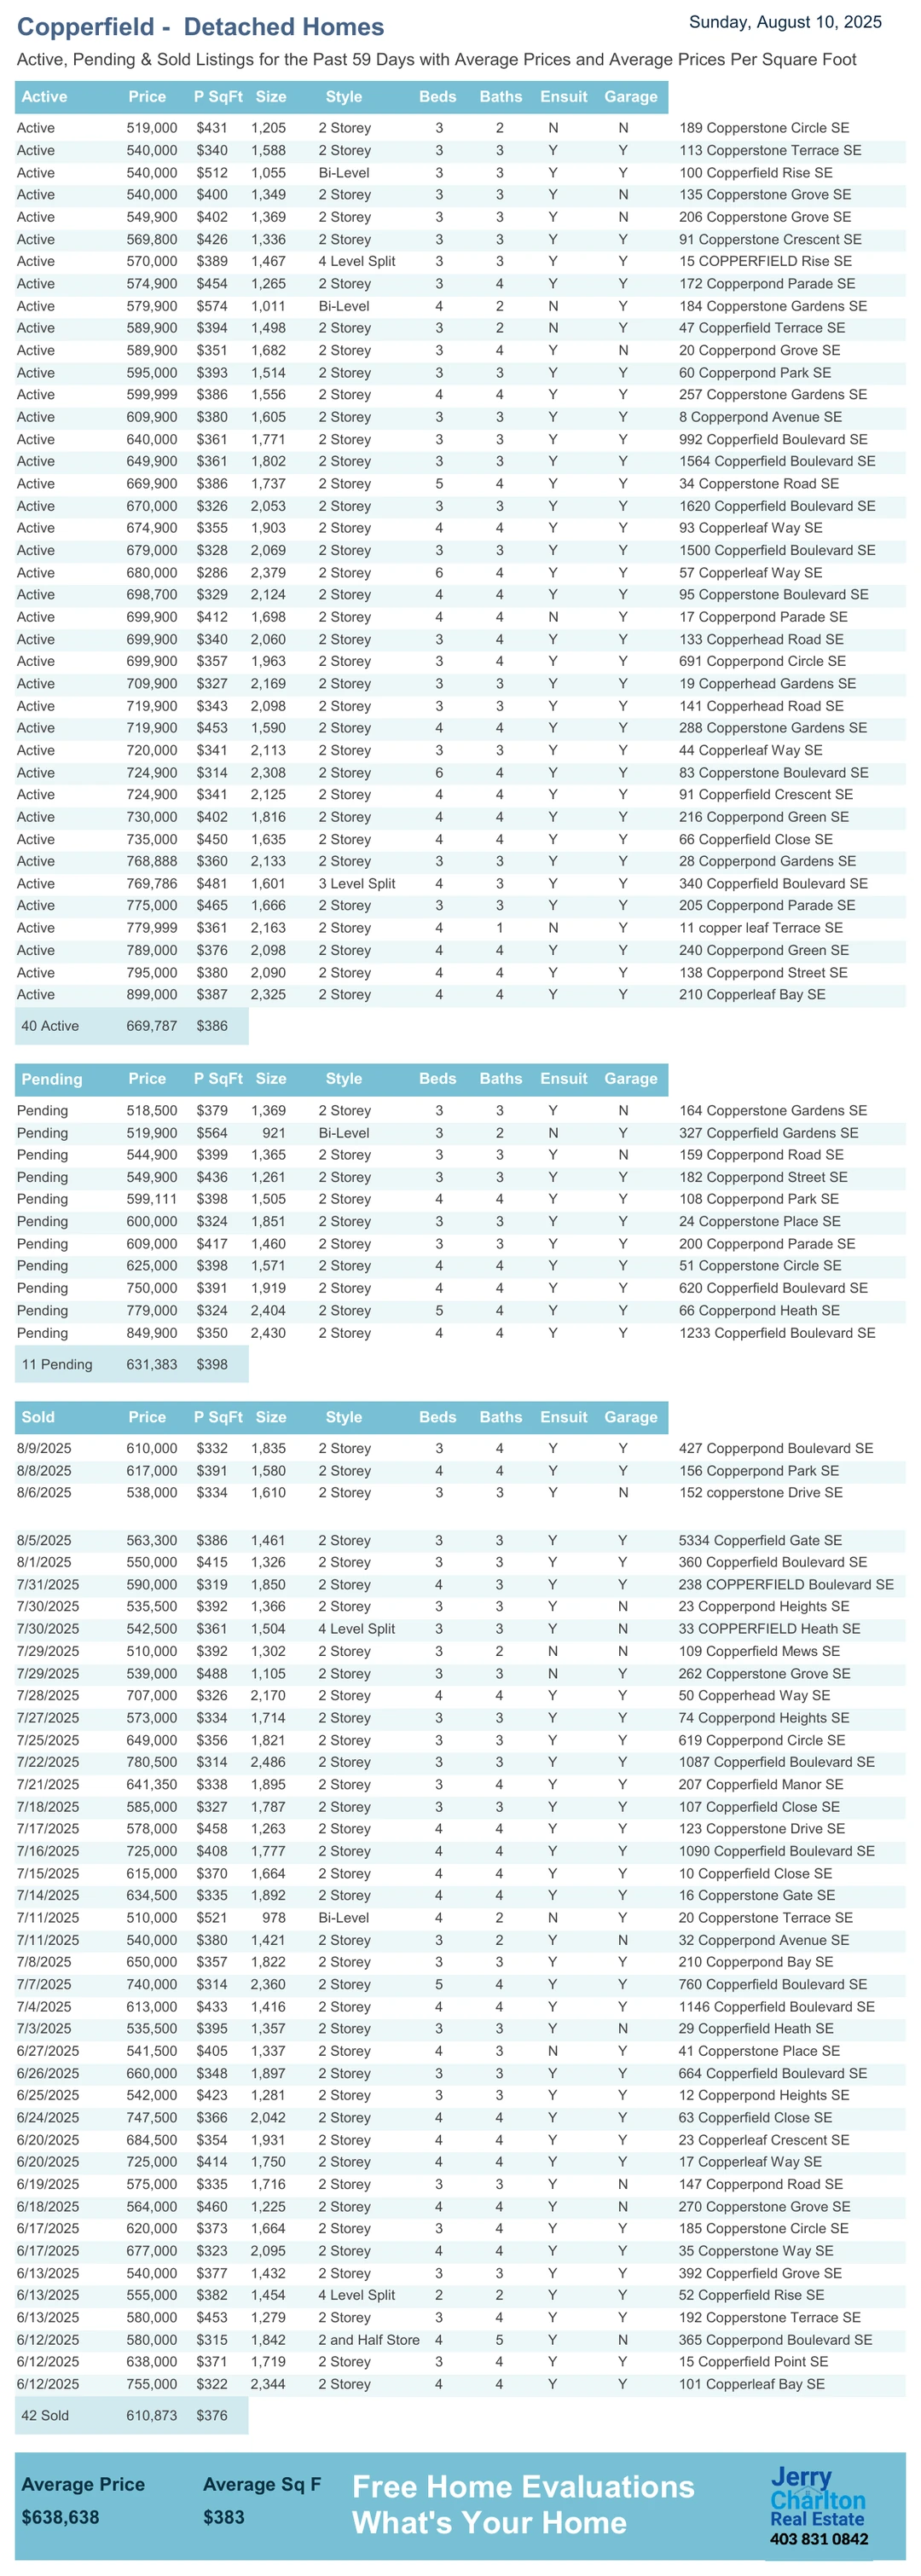 Copperfield - Detached Homes
Sunday, August 10, 2025
Active, Pending & Sold Listings for the Past 59 Days with Average Prices and Average Prices Per Square Foot
Active Price P SqFt Size Style Beds Baths Ensuit Garage
Active 519,000 $431 1,205 2 Storey 3 2 N N 189 Copperstone Circle SE
Active 540,000 $340 1,588 2 Storey 3 3 Y Y 113 Copperstone Terrace SE
Active 540,000 $512 1,055 Bi-Level 3 3 Y Y 100 Copperfield Rise SE
Active 540,000 $400 1,349 2 Storey 3 3 Y N 135 Copperstone Grove SE
Active 549,900 $402 1,369 2 Storey 3 3 Y N 206 Copperstone Grove SE
Active 569,800 $426 1,336 2 Storey 3 3 Y Y 91 Copperstone Crescent SE
Active 570,000 $389 1,467 4 Level Split 3 3 Y Y 15 COPPERFIELD Rise SE
Active 574,900 $454 1,265 2 Storey 3 4 Y Y 172 Copperpond Parade SE
Active 579,900 $574 1,011 Bi-Level 4 2 N Y 184 Copperstone Gardens SE
Active 589,900 $394 1,498 2 Storey 3 2 N Y 47 Copperfield Terrace SE
Active 589,900 $351 1,682 2 Storey 3 4 Y N 20 Copperpond Grove SE
Active 595,000 $393 1,514 2 Storey 3 3 Y Y 60 Copperpond Park SE
Active 599,999 $386 1,556 2 Storey 4 4 Y Y 257 Copperstone Gardens SE
Active 609,900 $380 1,605 2 Storey 3 3 Y Y 8 Copperpond Avenue SE
Active 640,000 $361 1,771 2 Storey 3 3 Y Y 992 Copperfield Boulevard SE
Active 649,900 $361 1,802 2 Storey 3 3 Y Y 1564 Copperfield Boulevard SE
Active 669,900 $386 1,737 2 Storey 5 4 Y Y 34 Copperstone Road SE
Active 670,000 $326 2,053 2 Storey 3 3 Y Y 1620 Copperfield Boulevard SE
Active 674,900 $355 1,903 2 Storey 4 4 Y Y 93 Copperleaf Way SE
Active 679,000 $328 2,069 2 Storey 3 3 Y Y 1500 Copperfield Boulevard SE
Active 680,000 $286 2,379 2 Storey 6 4 Y Y 57 Copperleaf Way SE
Active 698,700 $329 2,124 2 Storey 4 4 Y Y 95 Copperstone Boulevard SE
Active 699,900 $412 1,698 2 Storey 4 4 N Y 17 Copperpond Parade SE
Active 699,900 $340 2,060 2 Storey 3 4 Y Y 133 Copperhead Road SE
Active 699,900 $357 1,963 2 Storey 3 4 Y Y 691 Copperpond Circle SE
Active 709,900 $327 2,169 2 Storey 3 3 Y Y 19 Copperhead Gardens SE
Active 719,900 $343 2,098 2 Storey 3 3 Y Y 141 Copperhead Road SE
Active 719,900 $453 1,590 2 Storey 4 4 Y Y 288 Copperstone Gardens SE
Active 720,000 $341 2,113 2 Storey 3 3 Y Y 44 Copperleaf Way SE
Active 724,900 $314 2,308 2 Storey 6 4 Y Y 83 Copperstone Boulevard SE
Active 724,900 $341 2,125 2 Storey 4 4 Y Y 91 Copperfield Crescent SE
Active 730,000 $402 1,816 2 Storey 4 4 Y Y 216 Copperpond Green SE
Active 735,000 $450 1,635 2 Storey 4 4 Y Y 66 Copperfield Close SE
Active 768,888 $360 2,133 2 Storey 3 3 Y Y 28 Copperpond Gardens SE
Active 769,786 $481 1,601 3 Level Split 4 3 Y Y 340 Copperfield Boulevard SE
Active 775,000 $465 1,666 2 Storey 3 3 Y Y 205 Copperpond Parade SE
Active 779,999 $361 2,163 2 Storey 4 1 N Y 11 copper leaf Terrace SE
Active 789,000 $376 2,098 2 Storey 4 4 Y Y 240 Copperpond Green SE
Active 795,000 $380 2,090 2 Storey 4 4 Y Y 138 Copperpond Street SE
Active 899,000 $387 2,325 2 Storey 4 4 Y Y 210 Copperleaf Bay SE
40 Active 669,787 $386
Pending Price P SqFt Size Style Beds Baths Ensuit Garage
Pending 518,500 $379 1,369 2 Storey 3 3 Y N 164 Copperstone Gardens SE
Pending 519,900 $564 921 Bi-Level 3 2 N Y 327 Copperfield Gardens SE
Pending 544,900 $399 1,365 2 Storey 3 3 Y N 159 Copperpond Road SE
Pending 549,900 $436 1,261 2 Storey 3 3 Y Y 182 Copperpond Street SE
Pending 599,111 $398 1,505 2 Storey 4 4 Y Y 108 Copperpond Park SE
Pending 600,000 $324 1,851 2 Storey 3 3 Y Y 24 Copperstone Place SE
Pending 609,000 $417 1,460 2 Storey 3 3 Y Y 200 Copperpond Parade SE
Pending 625,000 $398 1,571 2 Storey 4 4 Y Y 51 Copperstone Circle SE
Pending 750,000 $391 1,919 2 Storey 4 4 Y Y 620 Copperfield Boulevard SE
Pending 779,000 $324 2,404 2 Storey 5 4 Y Y 66 Copperpond Heath SE
Pending 849,900 $350 2,430 2 Storey 4 4 Y Y 1233 Copperfield Boulevard SE
11 Pending 631,383 $398
Sold Price P SqFt Size Style Beds Baths Ensuit Garage
8/9/2025 610,000 $332 1,835 2 Storey 3 4 Y Y 427 Copperpond Boulevard SE
8/8/2025 617,000 $391 1,580 2 Storey 4 4 Y Y 156 Copperpond Park SE
8/6/2025 538,000 $334 1,610 2 Storey 3 3 Y N 152 copperstone Drive SE
8/5/2025 563,300 $386 1,461 2 Storey 3 3 Y Y 5334 Copperfield Gate SE
8/1/2025 550,000 $415 1,326 2 Storey 3 3 Y Y 360 Copperfield Boulevard SE
7/31/2025 590,000 $319 1,850 2 Storey 4 3 Y Y 238 COPPERFIELD Boulevard SE
7/30/2025 535,500 $392 1,366 2 Storey 3 3 Y N 23 Copperpond Heights SE
7/30/2025 542,500 $361 1,504 4 Level Split 3 3 Y N 33 COPPERFIELD Heath SE
7/29/2025 510,000 $392 1,302 2 Storey 3 2 N N 109 Copperfield Mews SE
7/29/2025 539,000 $488 1,105 2 Storey 3 3 N Y 262 Copperstone Grove SE
7/28/2025 707,000 $326 2,170 2 Storey 4 4 Y Y 50 Copperhead Way SE
7/27/2025 573,000 $334 1,714 2 Storey 3 3 Y Y 74 Copperpond Heights SE
7/25/2025 649,000 $356 1,821 2 Storey 3 3 Y Y 619 Copperpond Circle SE
7/22/2025 780,500 $314 2,486 2 Storey 3 3 Y Y 1087 Copperfield Boulevard SE
7/21/2025 641,350 $338 1,895 2 Storey 3 4 Y Y 207 Copperfield Manor SE
7/18/2025 585,000 $327 1,787 2 Storey 3 3 Y Y 107 Copperfield Close SE
7/17/2025 578,000 $458 1,263 2 Storey 4 4 Y Y 123 Copperstone Drive SE
7/16/2025 725,000 $408 1,777 2 Storey 4 4 Y Y 1090 Copperfield Boulevard SE
7/15/2025 615,000 $370 1,664 2 Storey 4 4 Y Y 10 Copperfield Close SE
7/14/2025 634,500 $335 1,892 2 Storey 4 4 Y Y 16 Copperstone Gate SE
7/11/2025 510,000 $521 978 Bi-Level 4 2 N Y 20 Copperstone Terrace SE
7/11/2025 540,000 $380 1,421 2 Storey 3 2 Y N 32 Copperpond Avenue SE
7/8/2025 650,000 $357 1,822 2 Storey 3 3 Y Y 210 Copperpond Bay SE
7/7/2025 740,000 $314 2,360 2 Storey 5 4 Y Y 760 Copperfield Boulevard SE
7/4/2025 613,000 $433 1,416 2 Storey 4 4 Y Y 1146 Copperfield Boulevard SE
7/3/2025 535,500 $395 1,357 2 Storey 3 3 Y N 29 Copperfield Heath SE
6/27/2025 541,500 $405 1,337 2 Storey 4 3 N Y 41 Copperstone Place SE
6/26/2025 660,000 $348 1,897 2 Storey 3 3 Y Y 664 Copperfield Boulevard SE
6/25/2025 542,000 $423 1,281 2 Storey 3 3 Y Y 12 Copperpond Heights SE
6/24/2025 747,500 $366 2,042 2 Storey 4 4 Y Y 63 Copperfield Close SE
6/20/2025 684,500 $354 1,931 2 Storey 4 4 Y Y 23 Copperleaf Crescent SE
6/20/2025 725,000 $414 1,750 2 Storey 4 4 Y Y 17 Copperleaf Way SE
6/19/2025 575,000 $335 1,716 2 Storey 3 3 Y N 147 Copperpond Road SE
6/18/2025 564,000 $460 1,225 2 Storey 4 4 Y N 270 Copperstone Grove SE
6/17/2025 620,000 $373 1,664 2 Storey 3 4 Y Y 185 Copperstone Circle SE
6/17/2025 677,000 $323 2,095 2 Storey 4 4 Y Y 35 Copperstone Way SE
6/13/2025 540,000 $377 1,432 2 Storey 3 3 Y Y 392 Copperfield Grove SE
6/13/2025 555,000 $382 1,454 4 Level Split 2 2 Y Y 52 Copperfield Rise SE
6/13/2025 580,000 $453 1,279 2 Storey 3 4 Y Y 192 Copperstone Terrace SE
6/12/2025 580,000 $315 1,842 2 and Half Store 4 5 Y N 365 Copperpond Boulevard SE
6/12/2025 638,000 $371 1,719 2 Storey 3 4 Y Y 15 Copperfield Point SE
6/12/2025 755,000 $322 2,344 2 Storey 4 4 Y Y 101 Copperleaf Bay SE
42 Sold 610,873 $376
Average Price Average Sq F
$638,638 $383
Free Home Evaluations
What's Your Home
Jerry
Charlton
Real Estate
403 831 0842